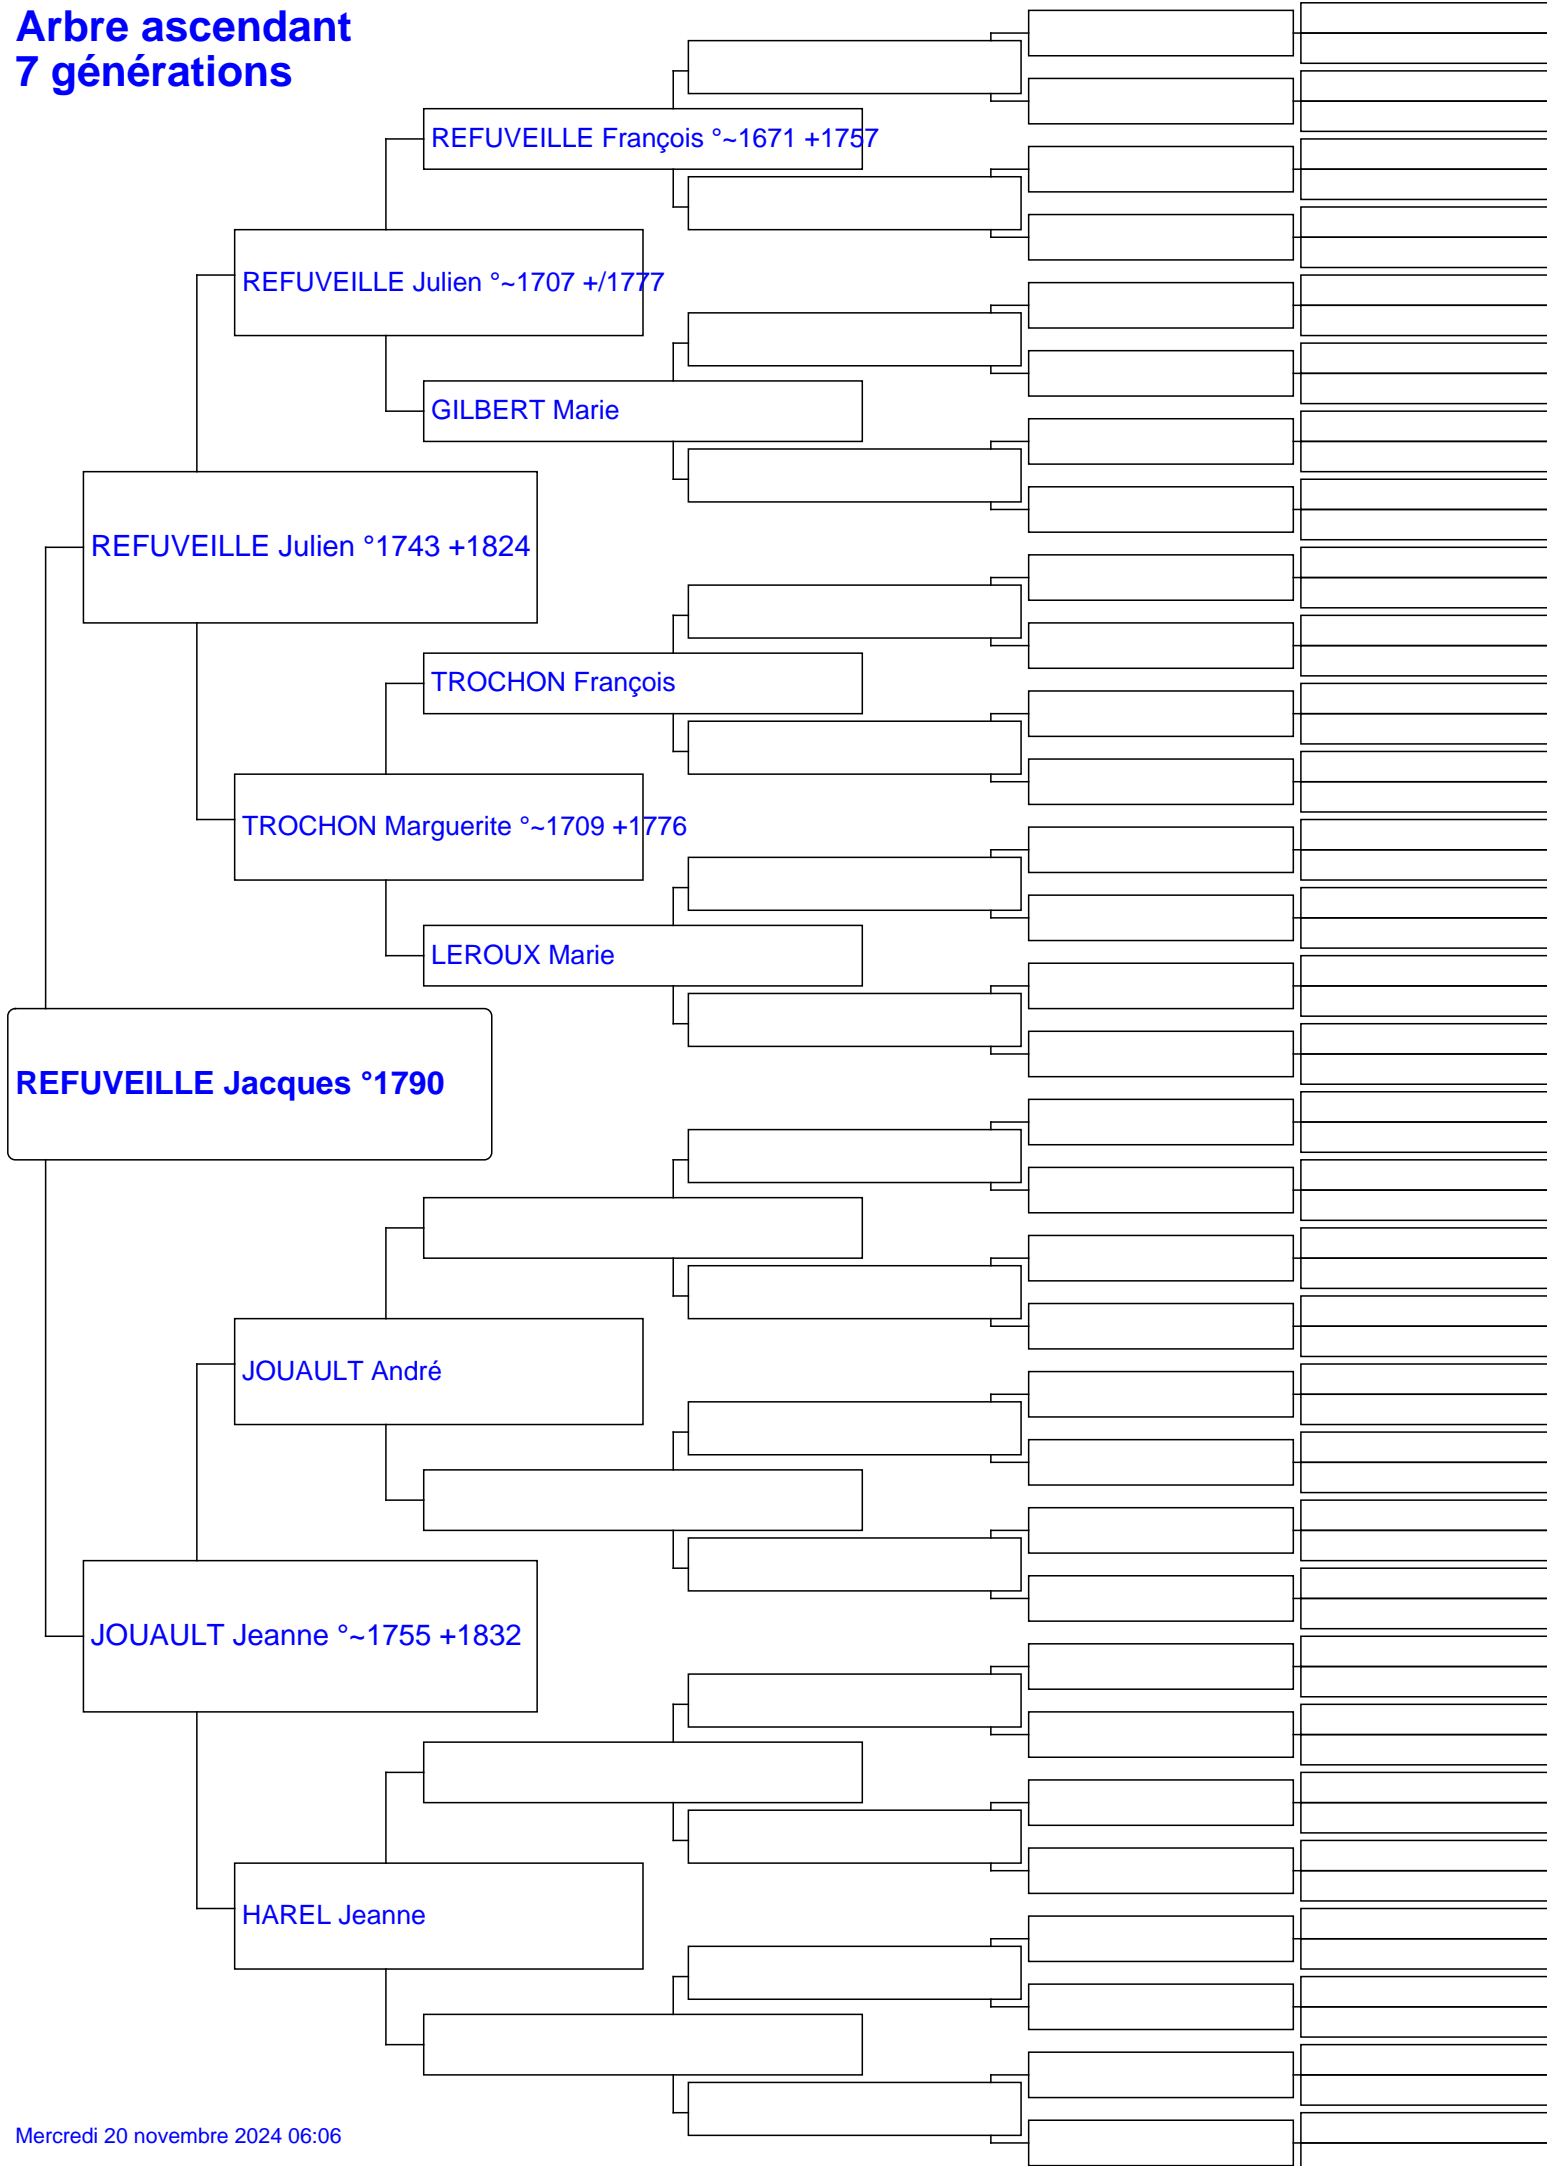 Arbre ascendant
7 générations
REFUVEILLE François °~1671 +1757
REFUVEILLE Julien °~1707 +/1777
GILBERT Marie
REFUVEILLE Julien °1743 +1824
TROCHON François
TROCHON Marguerite °~1709 +1776
LEROUX Marie
REFUVEILLE Jacques °1790
JOUAULT André
JOUAULT Jeanne °~1755 +1832
HAREL Jeanne
Mercredi 20 novembre 2024 06:06